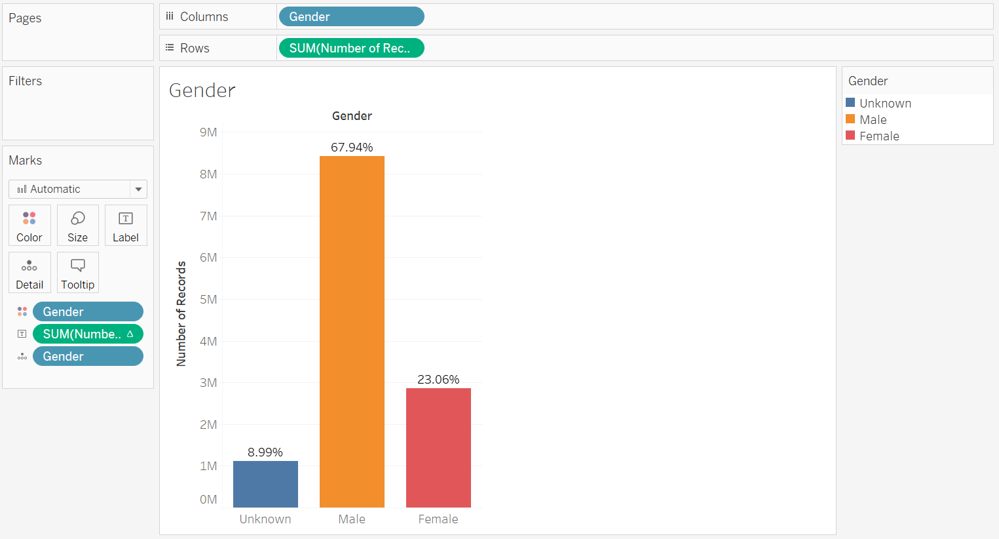 Pages
Columns
Gender
Rows
SUM(Number of Rec..
Filters
Marks
Automatic
Color
Size
T
Label
Detail
Tooltip
Gender
T
SUM(Numbe.. Δ
Gender
Gender
Gender
Number of Records
9M
8M
7M
6M
5M
4M
3M
2M
1M
0M
8.99%
67.94%
23.06%
Unknown
Male
Female
Gender
Unknown
Male
Female